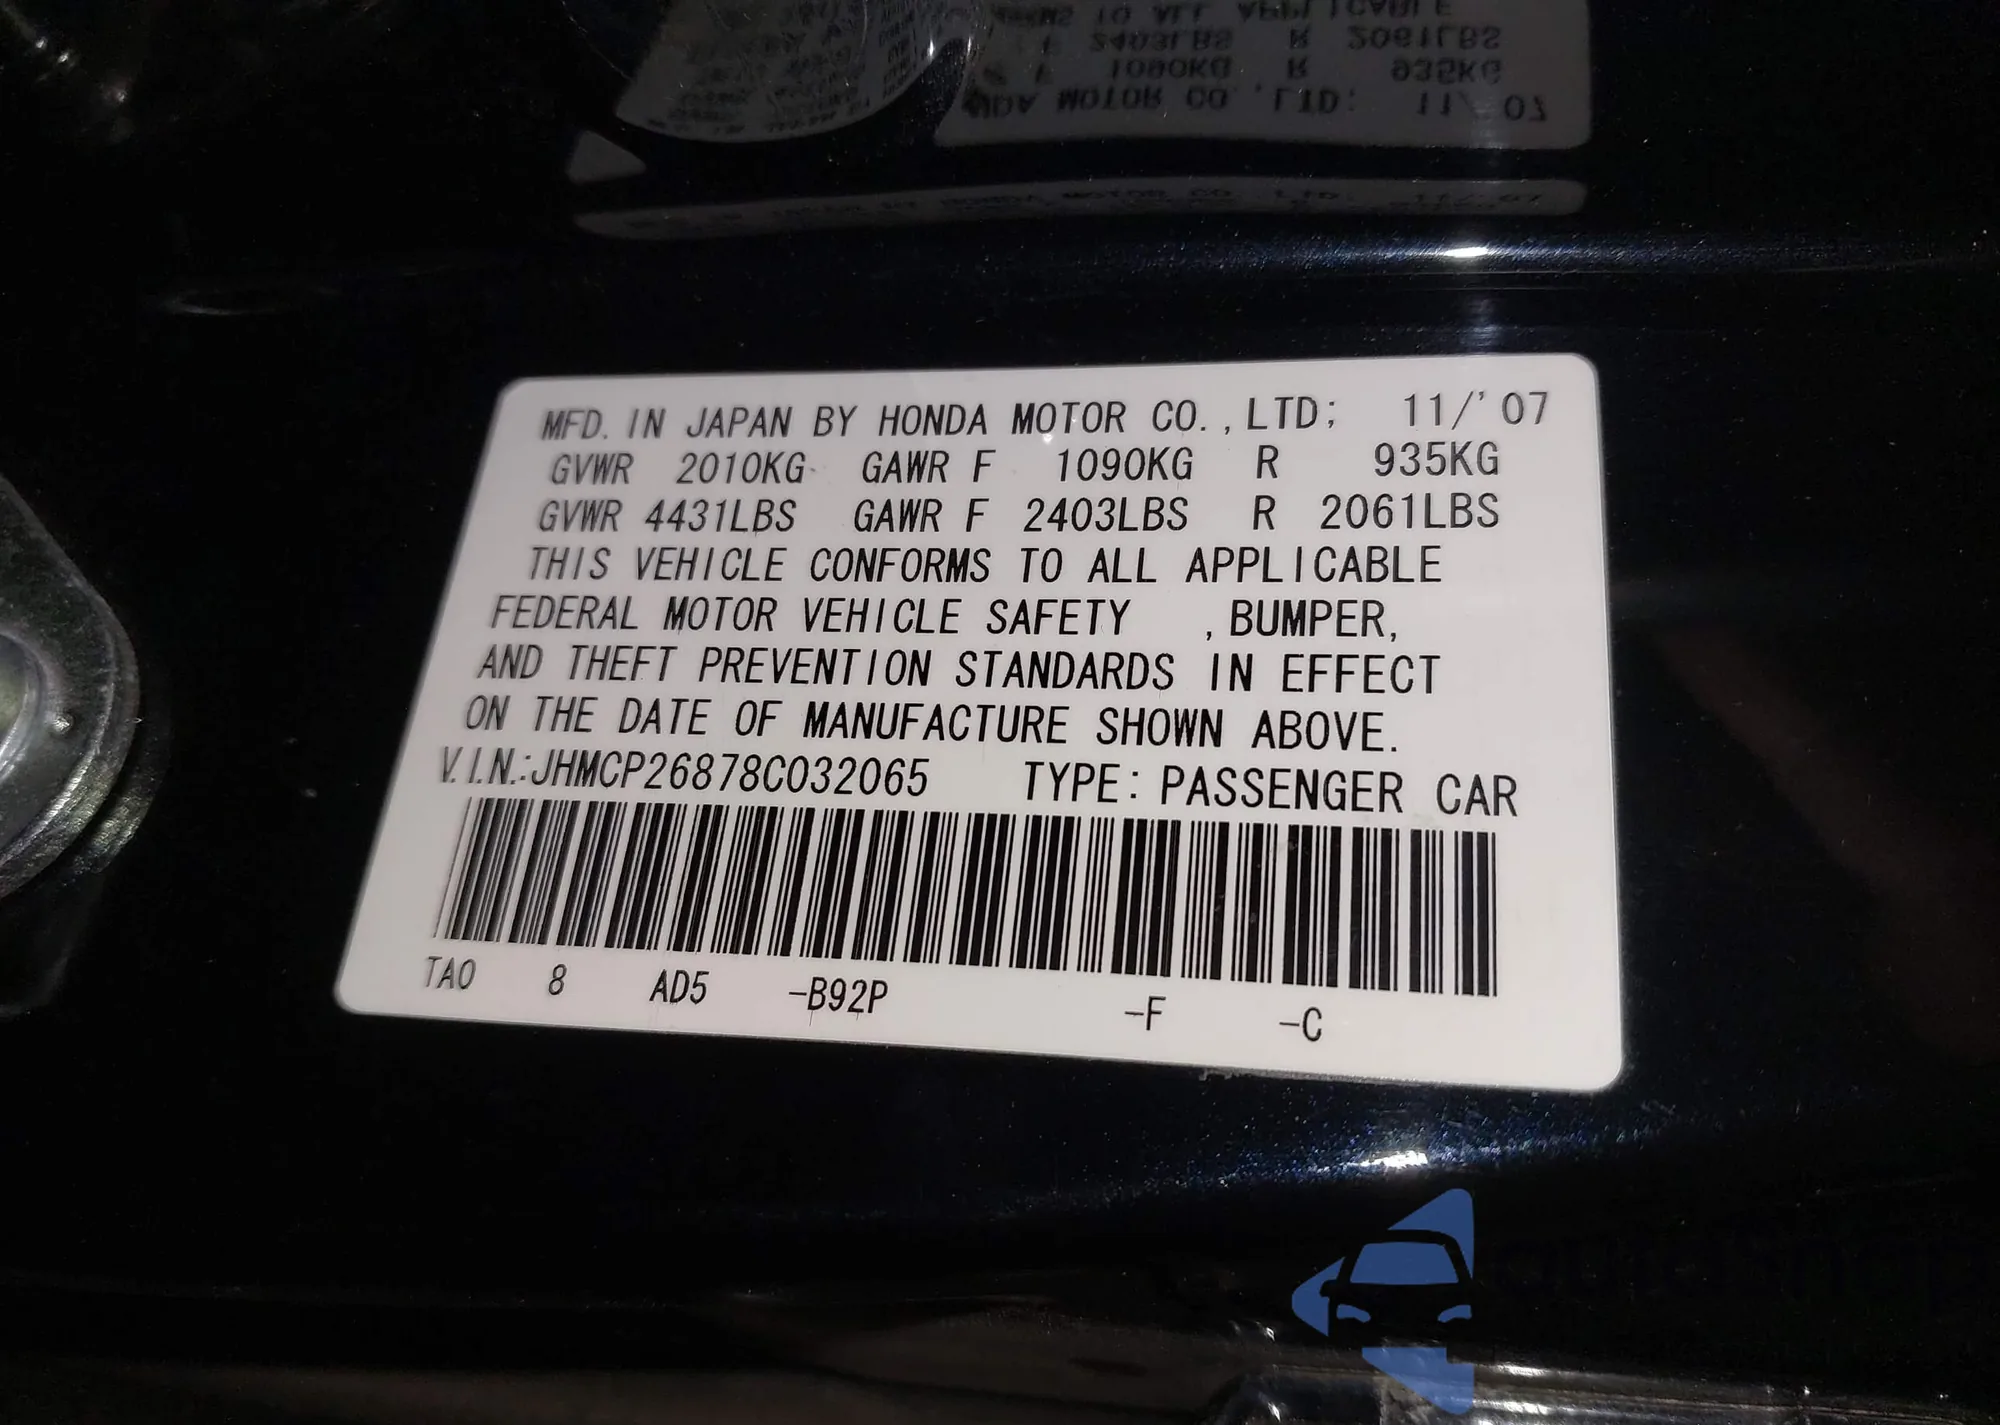 MFD. IN JAPAN BY HONDA MOTOR CO.,LTD; 11/'07
GVWR 2010KG GAWR F 1090KG R 935KG
GVWR 4431LBS GAWR F 2403LBS R 2061LBS
THIS VEHICLE CONFORMS TO ALL APPLICABLE
FEDERAL MOTOR VEHICLE SAFETY ,BUMPER,
AND THEFT PREVENTION STANDARDS IN EFFECT
ON THE DATE OF MANUFACTURE SHOWN ABOVE.
V.I.N.:JHMCP26878C032065 TYPE: PASSENGER CAR
TA0 8 AD5 -B92P -F -C